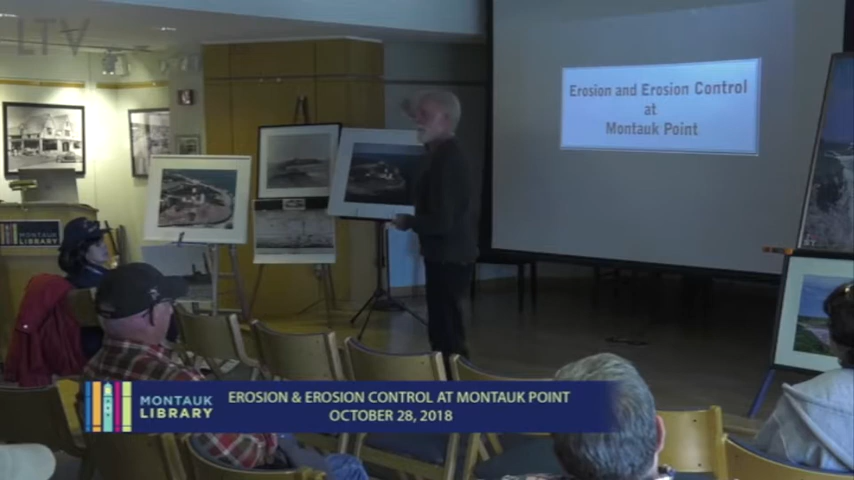 LTV
Erosion and Erosion Control
at
Montauk Point
MONTAUK
LIBRARY
MONTAUK
LIBRARY
EROSION & EROSION CONTROL AT MONTAUK POINT
OCTOBER 28, 2018